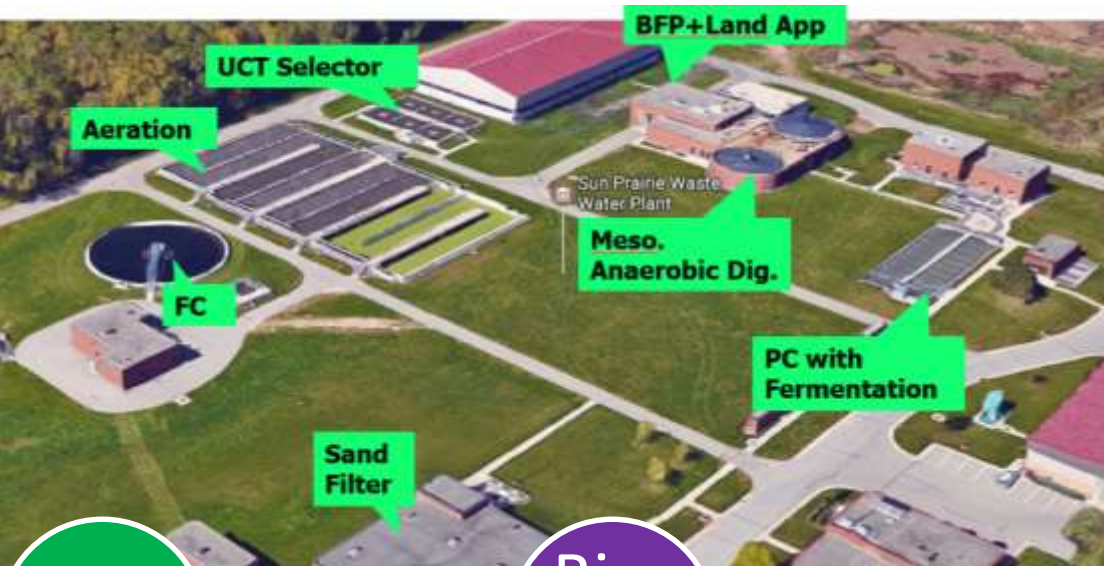 BFP+Land App
UCT Selector
Aeration
Sun Prairie Waste
Water Plant
Meso.
Anaerobic Dig.
FC
PC with
Fermentation
Sand
Filter